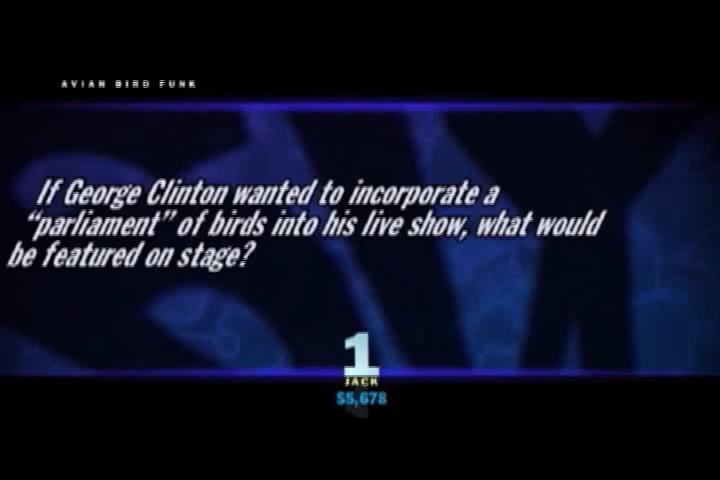 AVIAN BIRD FUNK
If George Clinton wanted to incorporate a
"parliament" of birds into his live show, what would
be featured on stage?
1
JACK
$5,678